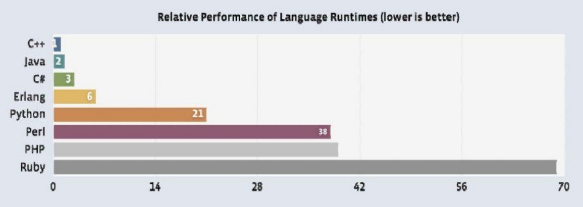 Relative Performance of Language Runtimes (lower is better)
C++ 1
Java 2
C# 3
Erlang 6
Python 21
Perl 38
PHP
Ruby
0 14 28 42 56 70